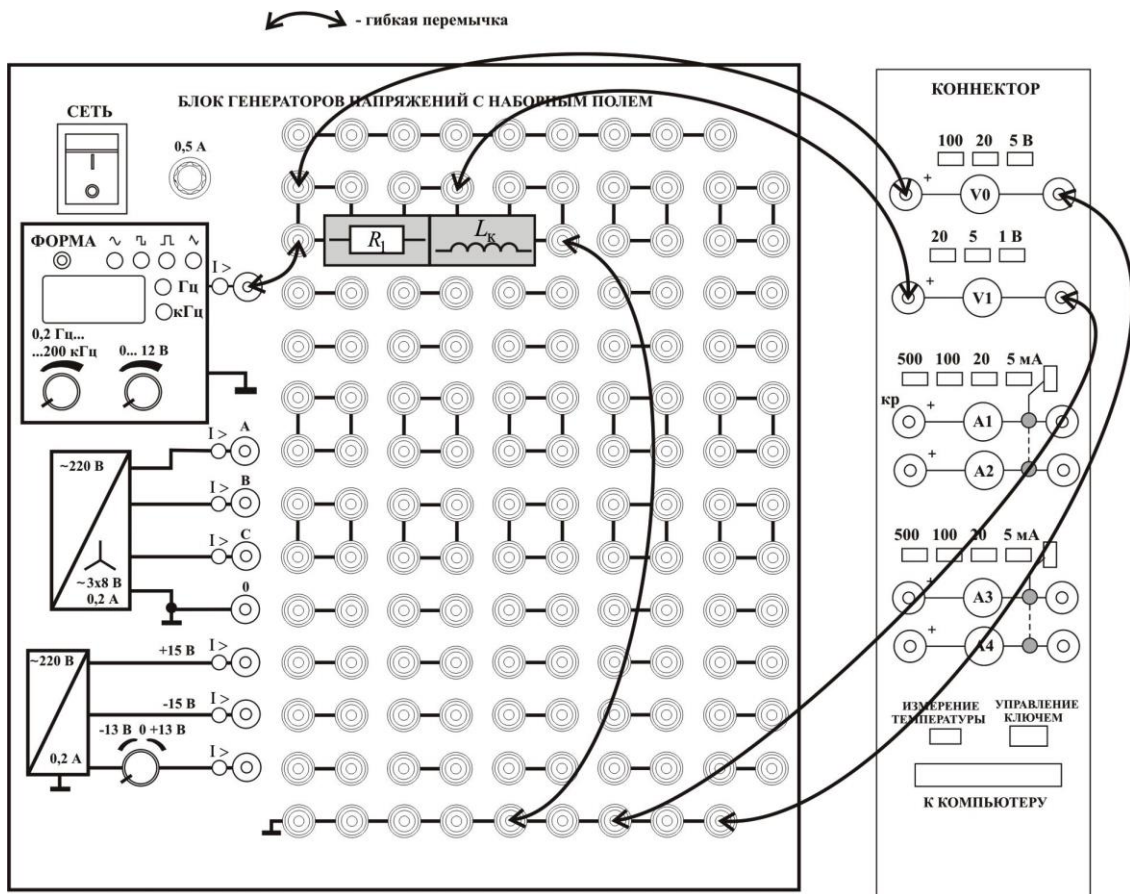 - гибкая перемычка
БЛОК ГЕНЕРАТОРОВ НАПРЯЖЕНИЙ С НАБОРНЫМ ПОЛЕМ
СЕТЬ
0,5 А
ФОРМА
I >
Гц
кГц
0,2 Гц...
...200 кГц
0... 12 В
R1
Lк
~220 В
~3x8 В
0,2 А
I >
A
I >
B
I >
C
0
~220 В
0,2 А
+15 В
I >
-15 В
I >
-13 В 0 +13 В
I >
КОННЕКТОР
100 20 5 В
+
V0
20 5 1 В
+
V1
500 100 20 5 мА
кр
+
A1
+
A2
500 100 20 5 мА
+
A3
+
A4
ИЗМЕРЕНИЕ
ТЕМПЕРАТУРЫ
УПРАВЛЕНИЕ
КЛЮЧЕМ
К КОМПЬЮТЕРУ